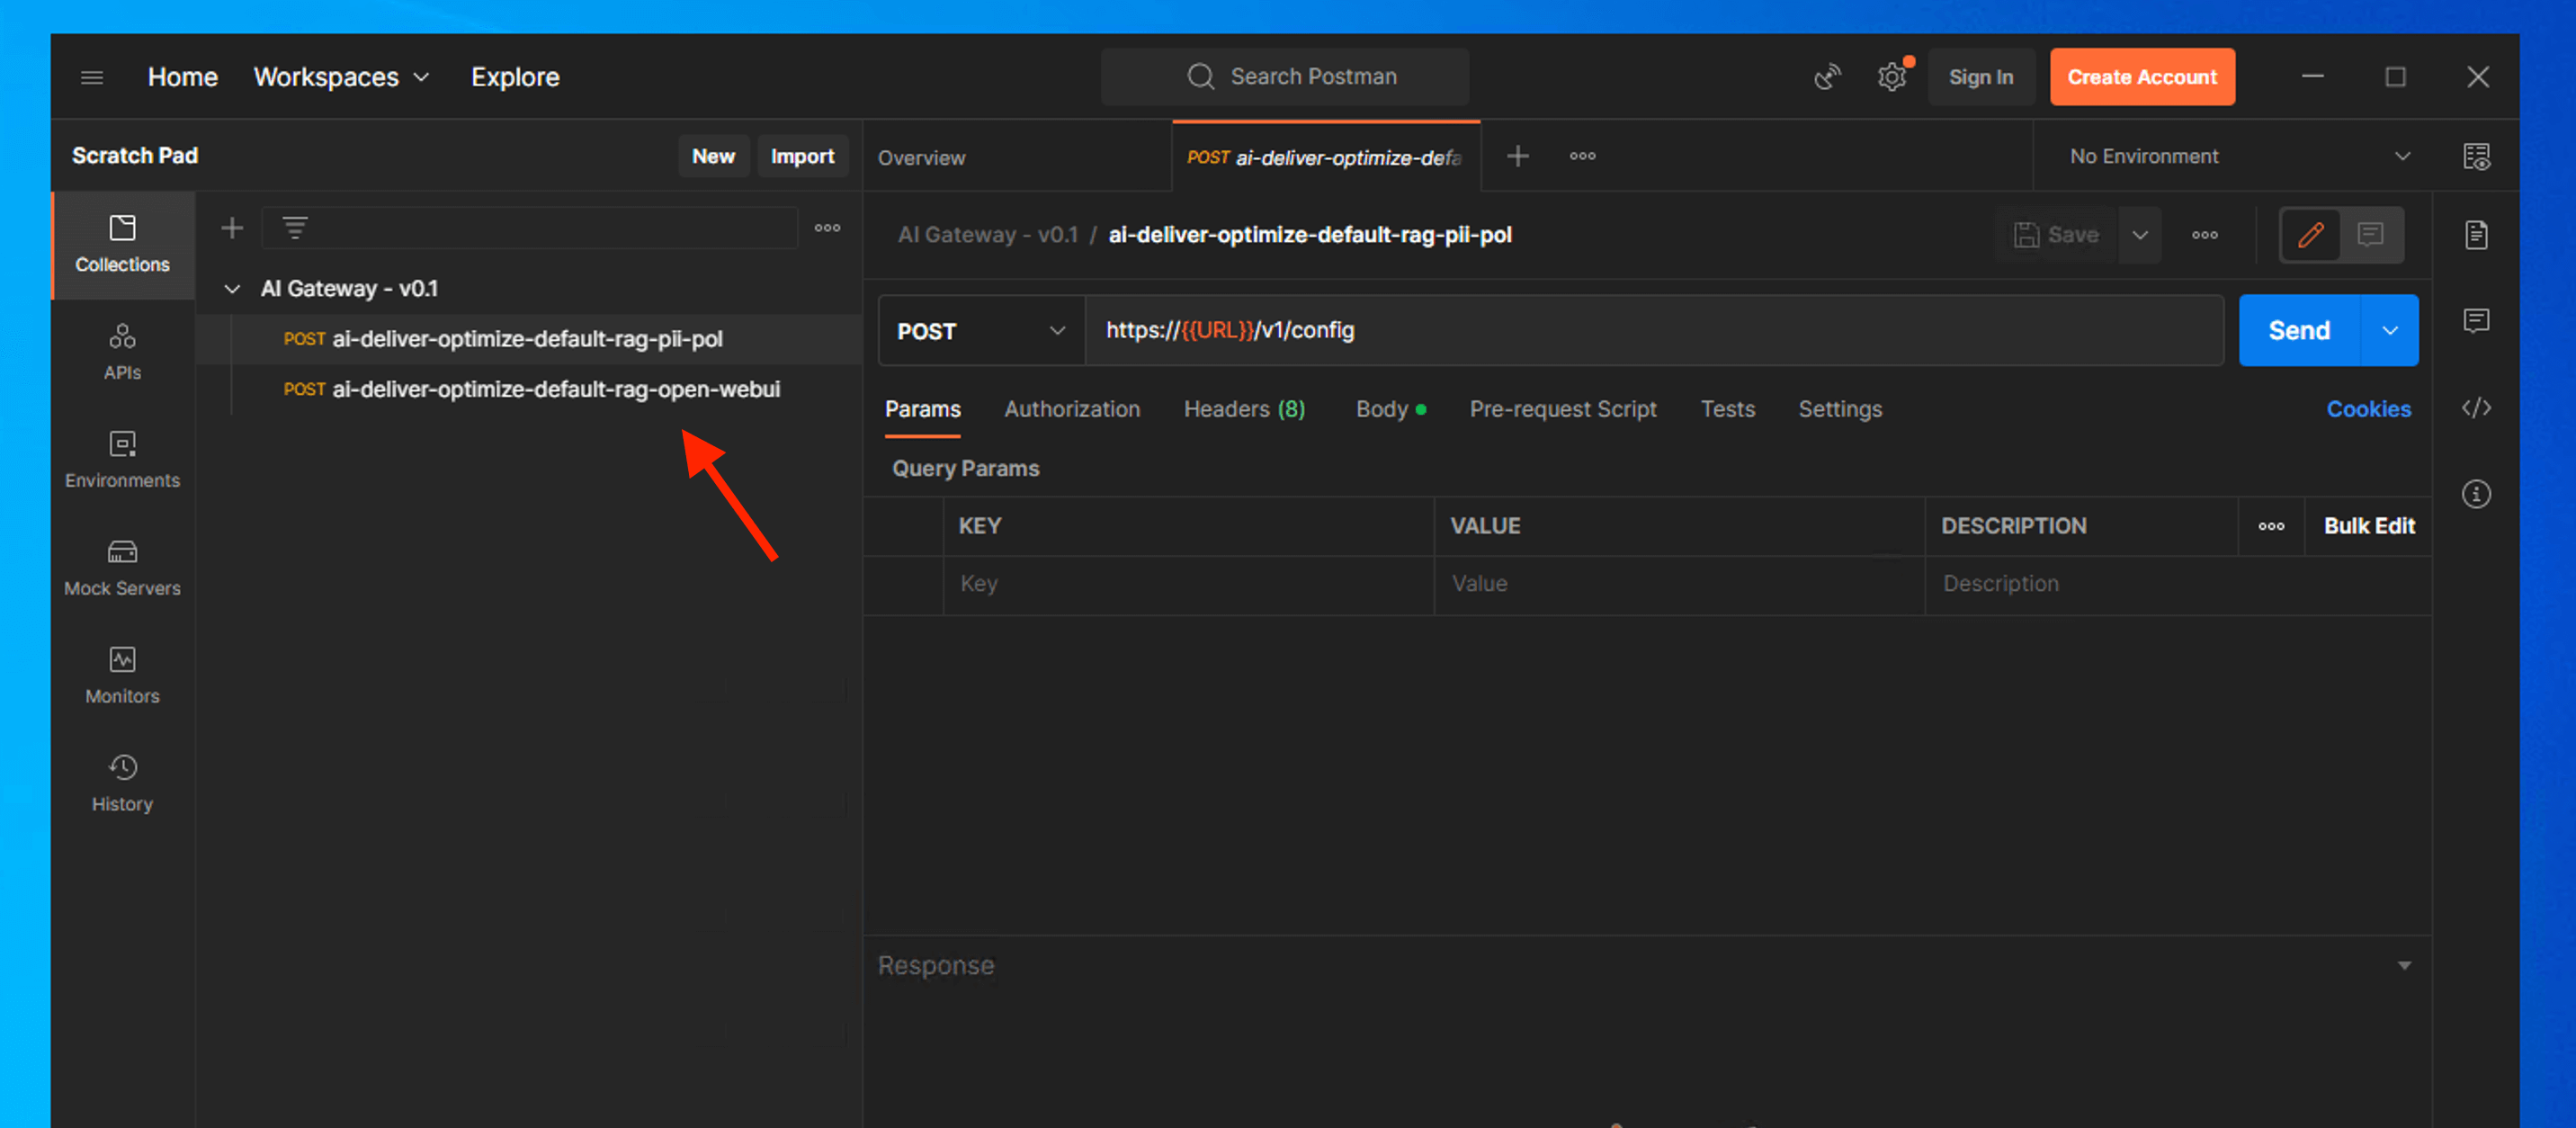 Home Workspaces Explore Search Postman Sign In Create Account
Scratch Pad New Import
Overview POST ai-deliver-optimize-defa No Environment
Collections
APIs
Environments
Mock Servers
Monitors
History
AI Gateway - v0.1
POST ai-deliver-optimize-default-rag-pii-pol
POST ai-deliver-optimize-default-rag-open-webui
AI Gateway - v0.1 / ai-deliver-optimize-default-rag-pii-pol Save
POST https://{{URL}}/v1/config Send
Params Authorization Headers (8) Body Pre-request Script Tests Settings Cookies
Query Params
KEY VALUE DESCRIPTION Bulk Edit
Key Value Description
Response